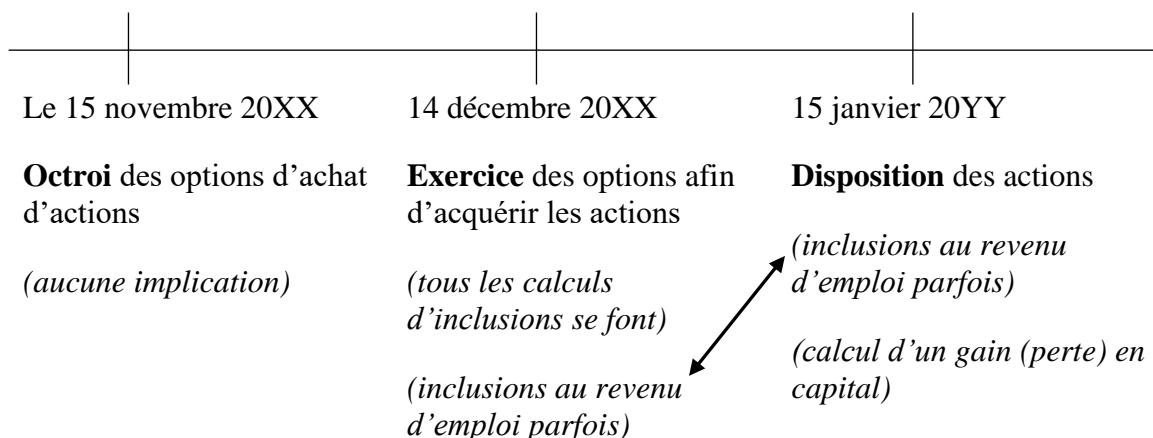 Le 15 novembre 20XX
Octroi des options d'achat
d'actions
(aucune implication)
14 décembre 20XX
Exercice des options afin
d'acquérir les actions
(tous les calculs
d'inclusions se font)
(inclusions au revenu
d'emploi parfois)
15 janvier 20YY
Disposition des actions
(inclusions au revenu
d'emploi parfois)
(calcul d'un gain (perte) en
capital)